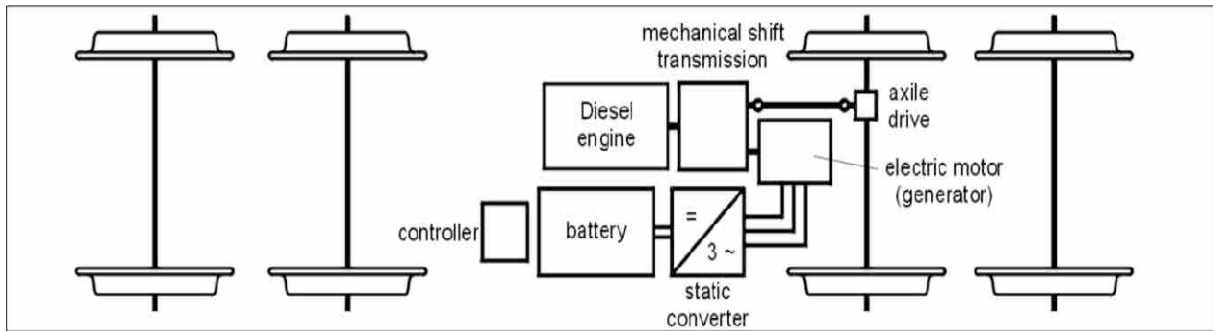 mechanical shift
transmission
Diesel
engine
axile
drive
electric motor
(generator)
controller
battery
=
3 ~
static
converter